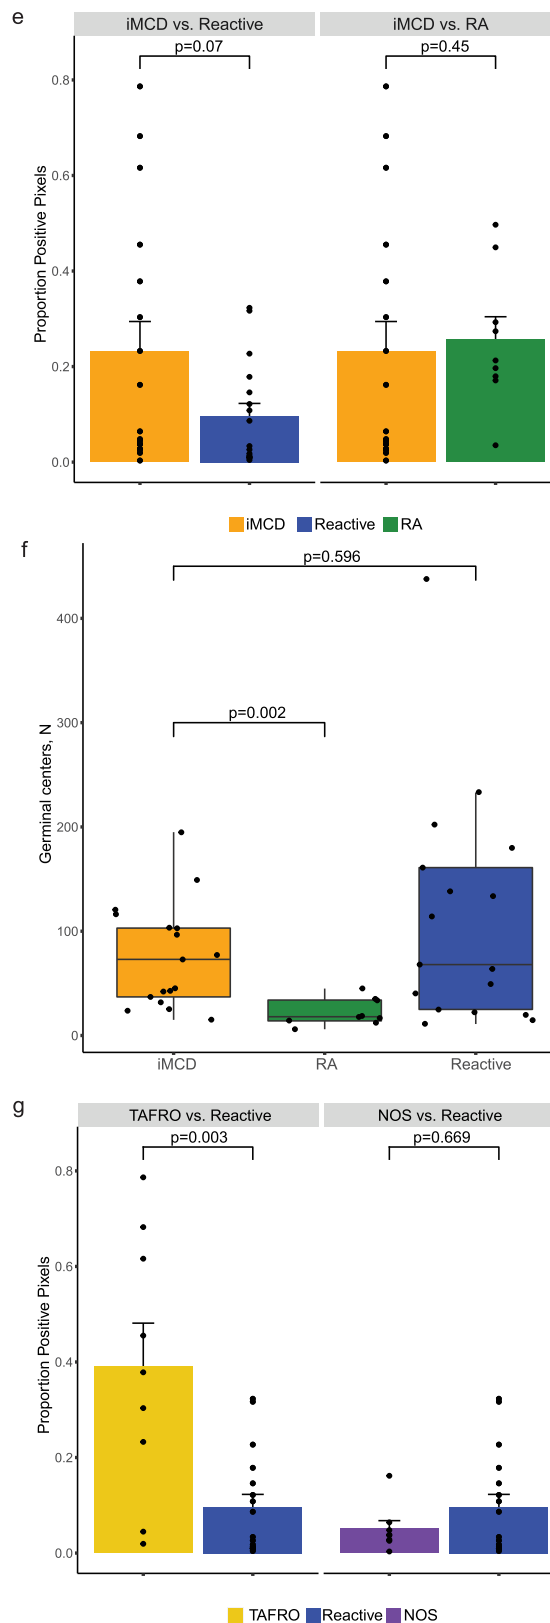 e
iMCD vs. Reactive
iMCD vs. RA
p=0.07
p=0.45
Proportion Positive Pixels
0.8
0.6
0.4
0.2
0.0
iMCD
Reactive
RA
f
p=0.596
p=0.002
Germinal centers, N
400
300
200
100
0
iMCD
RA
Reactive
g
TAFRO vs. Reactive
NOS vs. Reactive
p=0.003
p=0.669
Proportion Positive Pixels
0.8
0.6
0.4
0.2
0.0
TAFRO
Reactive
NOS